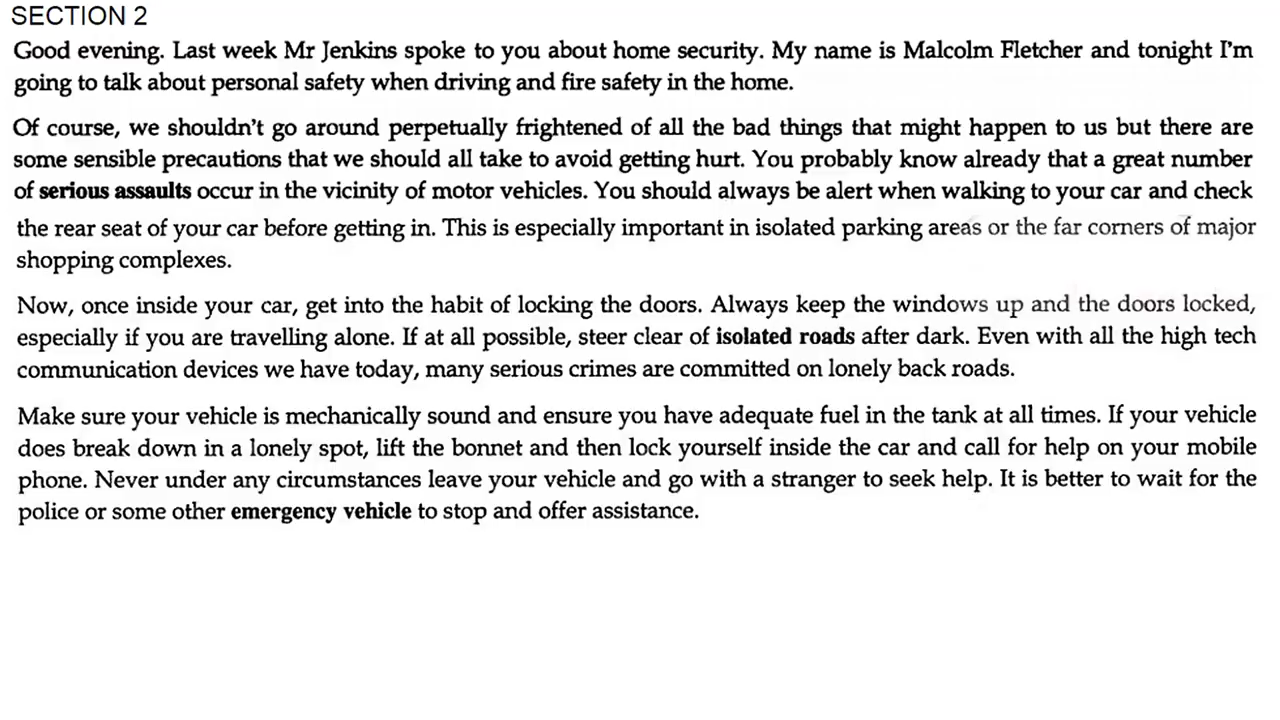 SECTION 2
Good evening. Last week Mr Jenkins spoke to you about home security. My name is Malcolm Fletcher and tonight I'm
going to talk about personal safety when driving and fire safety in the home.
Of course, we shouldn't go around perpetually frightened of all the bad things that might happen to us but there are
some sensible precautions that we should all take to avoid getting hurt. You probably know already that a great number
of serious assaults occur in the vicinity of motor vehicles. You should always be alert when walking to your car and check
the rear seat of your car before getting in. This is especially important in isolated parking areas or the far corners of major
shopping complexes.
Now, once inside your car, get into the habit of locking the doors. Always keep the windows up and the doors locked,
especially if you are travelling alone. If at all possible, steer clear of isolated roads after dark. Even with all the high tech
communication devices we have today, many serious crimes are committed on lonely back roads.
Make sure your vehicle is mechanically sound and ensure you have adequate fuel in the tank at all times. If your vehicle
does break down in a lonely spot, lift the bonnet and then lock yourself inside the car and call for help on your mobile
phone. Never under any circumstances leave your vehicle and go with a stranger to seek help. It is better to wait for the
police or some other emergency vehicle to stop and offer assistance.